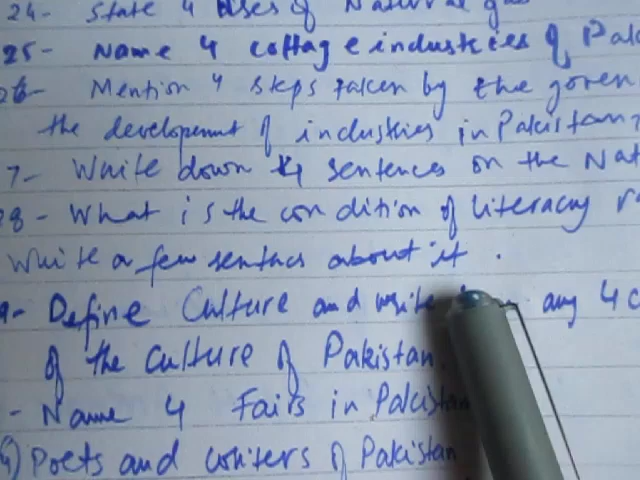 24- State 4 uses of Natural gas
25- Name 4 cottage industries of Pak
26- Mention 4 steps taken by the govern
the development of industries in Pakistan?
7- Write down 4 sentences on the Nat
28- What is the condition of literacy r
write a few sentences about it.
9- Define Culture and write any 4 c
of the culture of Pakistan.
- Name 4 Fairs in Pakistan
4) Poets and writers of Pakistan